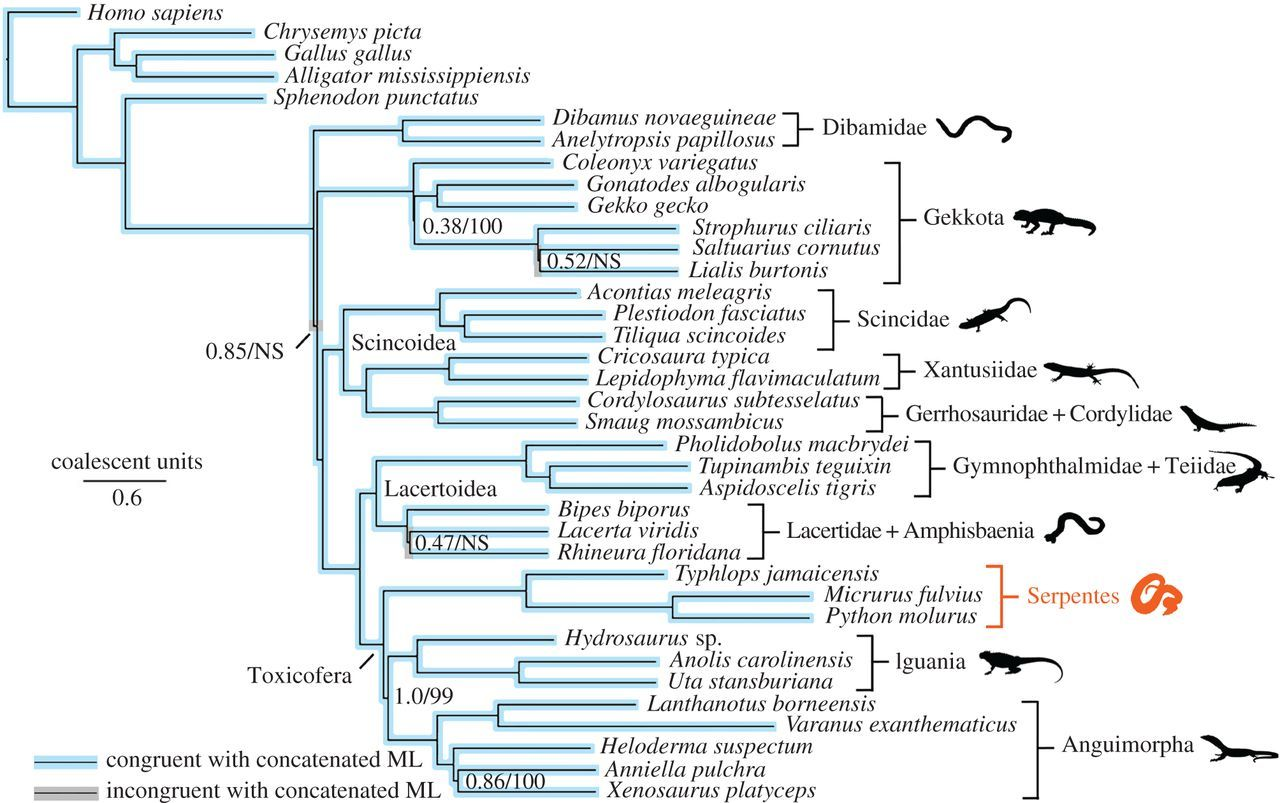 Homo sapiens
Chrysemys picta
Gallus gallus
Alligator mississippiensis
Sphenodon punctatus
Dibamus novaeguineae
Anelytropsis papillosus
Dibamidae
Coleonyx variegatus
Gonatodes albogularis
Gekko gecko
0.38/100
Strophurus ciliaris
Saltuarius cornutus
0.52/NS
Lialis burtonis
Gekkota
Acontias meleagris
Plestiodon fasciatus
Tiliqua scincoides
Scincidae
0.85/NS
Scincoidea
Cricosaura typica
Lepidophyma flavimaculatum
Xantusiidae
Cordylosaurus subtesselatus
Smaug mossambicus
Gerrhosauridae + Cordylidae
coalescent units
0.6
Pholidobolus macbrydei
Tupinambis teguixin
Aspidoscelis tigris
Gymnophthalmidae + Teiidae
Lacertoidea
Bipes biporus
Lacerta viridis
0.47/NS
Rhineura floridana
Lacertidae + Amphisbaenia
Typhlops jamaicensis
Micrurus fulvius
Python molurus
Serpentes
Hydrosaurus sp.
Anolis carolinensis
Uta stansburiana
Iguania
Toxicofera
1.0/99
Lanthanotus borneensis
Varanus exanthematicus
Heloderma suspectum
Anniella pulchra
0.86/100
Xenosaurus platyceps
Anguimorpha
congruent with concatenated ML
incongruent with concatenated ML